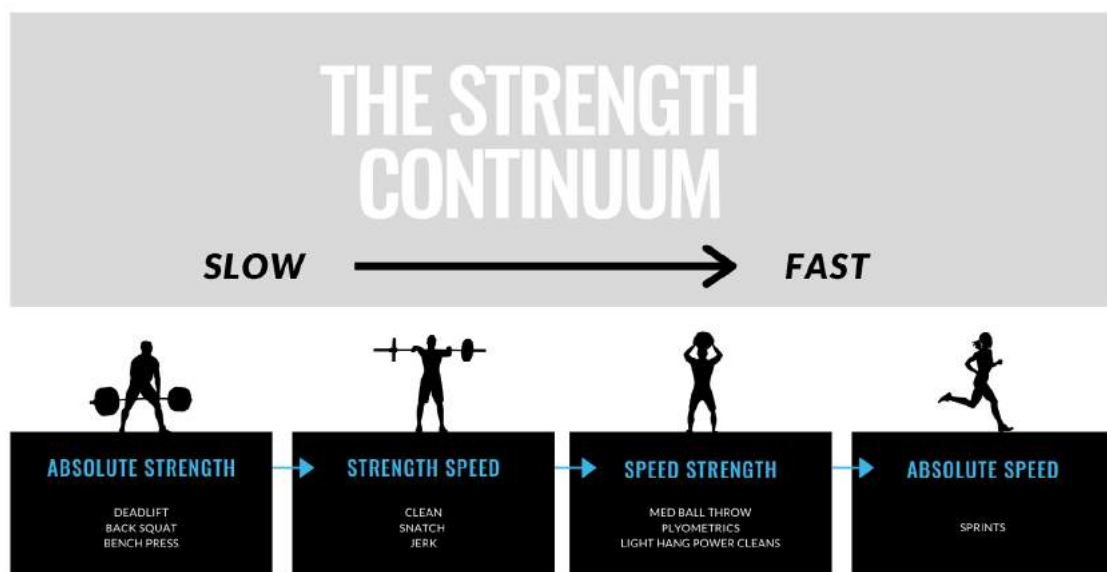 THE STRENGTH
CONTINUUM
SLOW
FAST
ABSOLUTE STRENGTH
DEADLIFT
BACK SQUAT
BENCH PRESS
STRENGTH SPEED
CLEAN
SNATCH
JERK
SPEED STRENGTH
MED BALL THROW
PLYOMETRICS
LIGHT HANG POWER CLEANS
ABSOLUTE SPEED
SPRINTS